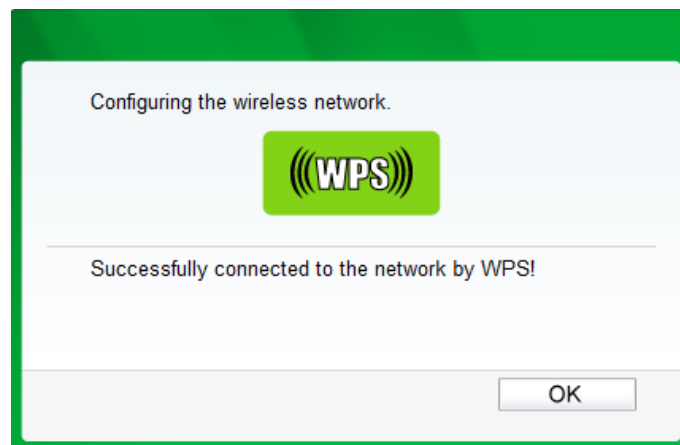 Configuring the wireless network.
WPS
Successfully connected to the network by WPS!
OK